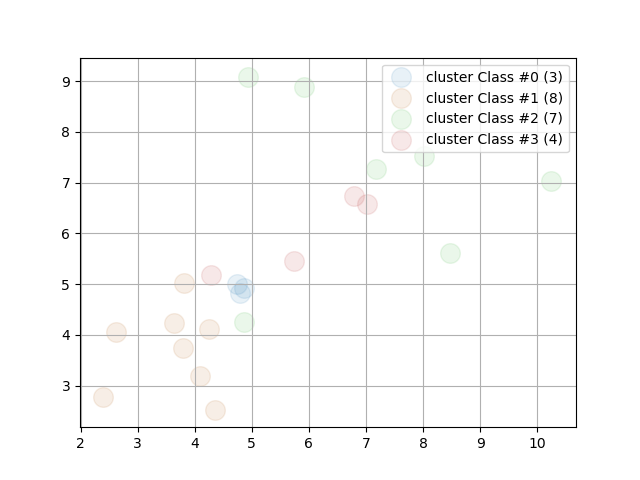 cluster Class #0 (3)
cluster Class #1 (8)
cluster Class #2 (7)
cluster Class #3 (4)
9
8
7
6
5
4
3
2 3 4 5 6 7 8 9 10